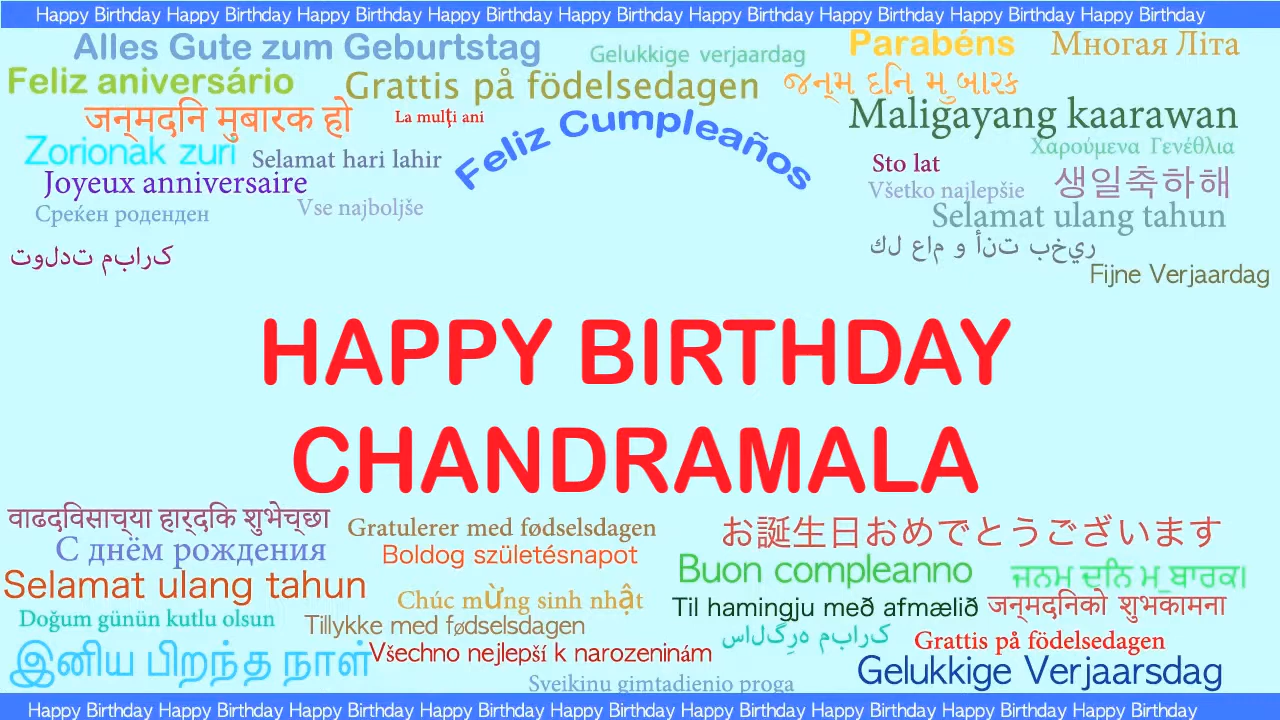 Happy Birthday Happy Birthday Happy Birthday Happy Birthday Happy Birthday Happy Birthday Happy Birthday Happy Birthday Happy Birthday
Alles Gute zum Geburtstag
Gelukkige verjaardag
Parabéns
Многая Літа
Feliz aniversário
Grattis på födelsedagen
જન્મ દિન મુબારક
जन्मदिन मुबारक हो
La mulţi ani
Feliz Cumpleaños
Maligayang kaarawan
Zorionak zuri
Selamat hari lahir
Χαρούμενα Γενέθλια
Sto lat
Joyeux anniversaire
Všetko najlepšie
생일축하해
Среќен роденден
Vse najboljše
Selamat ulang tahun
تولدت مبارک
كل عام و أنت بخير
Fijne Verjaardag
HAPPY BIRTHDAY
CHANDRAMALA
वाढदिवसाच्या हार्दिक शुभेच्छा
Gratulerer med fødselsdagen
お誕生日おめでとうございます
С днём рождения
Boldog születésnapot
Buon compleanno
ਜਨਮ ਦਿਨ ਮੁਬਾਰਕ।
Selamat ulang tahun
Chúc mừng sinh nhật
Til hamingju með afmælið
जन्मदिनको शुभकामना
Doğum günün kutlu olsun
Tillykke med fødselsdagen
سالگرہ مبارک
Grattis på födelsedagen
இனிய பிறந்த நாள்
Všechno nejlepší k narozeninám
Gelukkige Verjaarsdag
Sveikinu gimtadienio proga
Happy Birthday Happy Birthday Happy Birthday Happy Birthday Happy Birthday Happy Birthday Happy Birthday Happy Birthday Happy Birthday